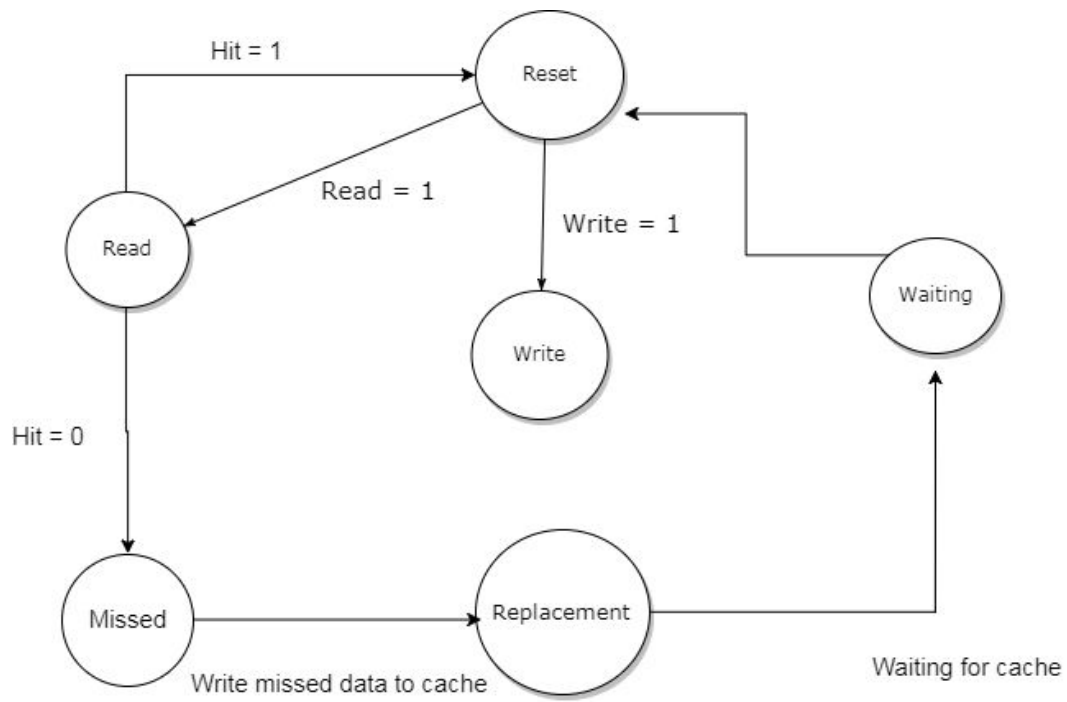 Hit = 1
Reset
Read = 1
Write = 1
Read
Waiting
Write
Hit = 0
Missed
Replacement
Write missed data to cache
Waiting for cache